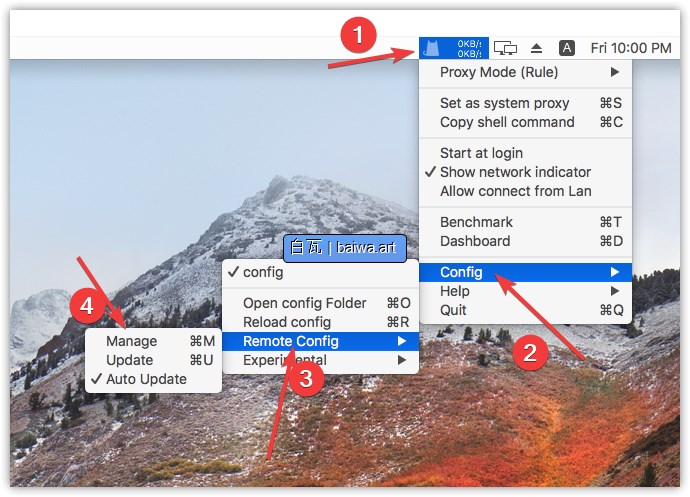 1
0KB/s
0KB/s
A
Fri 10:00 PM
Proxy Mode (Rule) ▶
Set as system proxy ⌘S
Copy shell command ⌘C
Start at login
✓ Show network indicator
Allow connect from Lan
Benchmark ⌘T
Dashboard ⌘D
Config ▶
Help ▶
Quit ⌘Q
2
白瓦 | baiwa.art
✓ config
Open config Folder ⌘O
Reload config ⌘R
Remote Config ▶
Experimental ▶
3
4
Manage ⌘M
Update ⌘U
✓ Auto Update